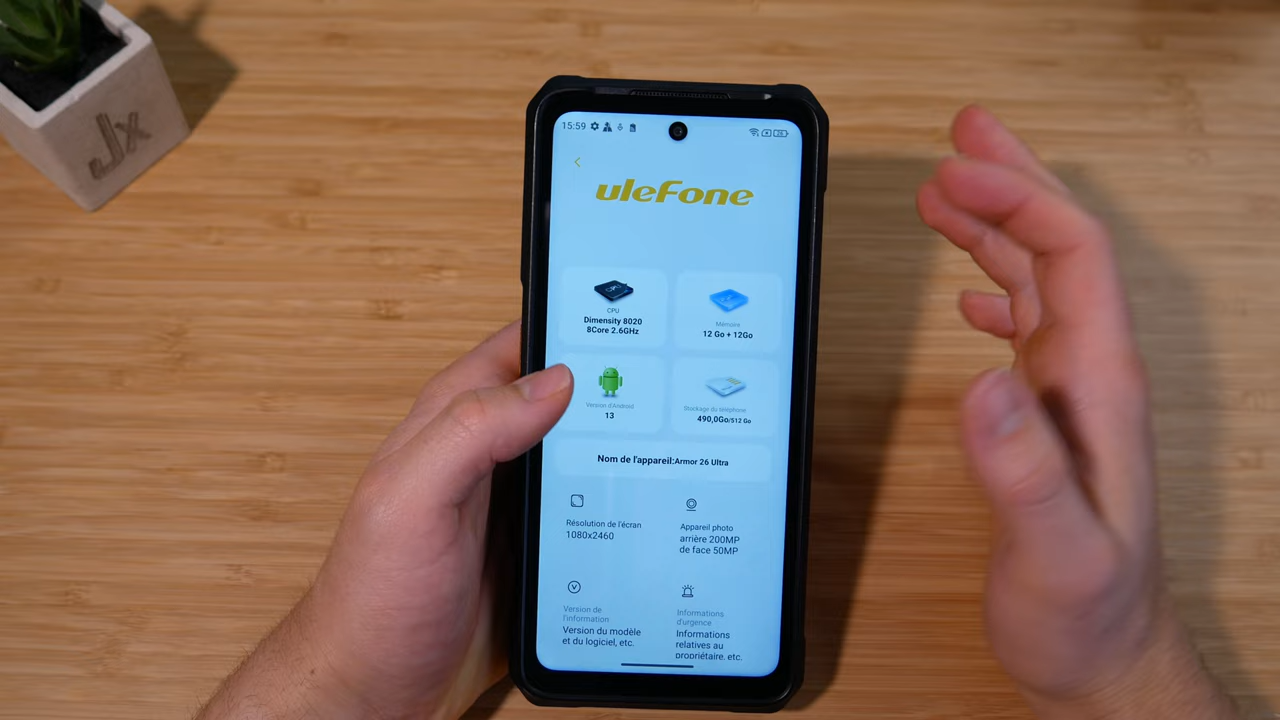 Jx
15:59
uleFone
CPU
Dimensity 8020
8Core 2.6GHz
Mémoire
12 Go + 12Go
Version d'Android
13
Stockage du téléphone
490,0Go/512 Go
Nom de l'appareil:Armor 26 Ultra
Résolution de l'écran
1080x2460
Appareil photo
arrière 200MP
de face 50MP
Version de
l'information
Version du modèle
et du logiciel, etc.
Informations
d'urgence
Informations
relatives au
propriétaire, etc.